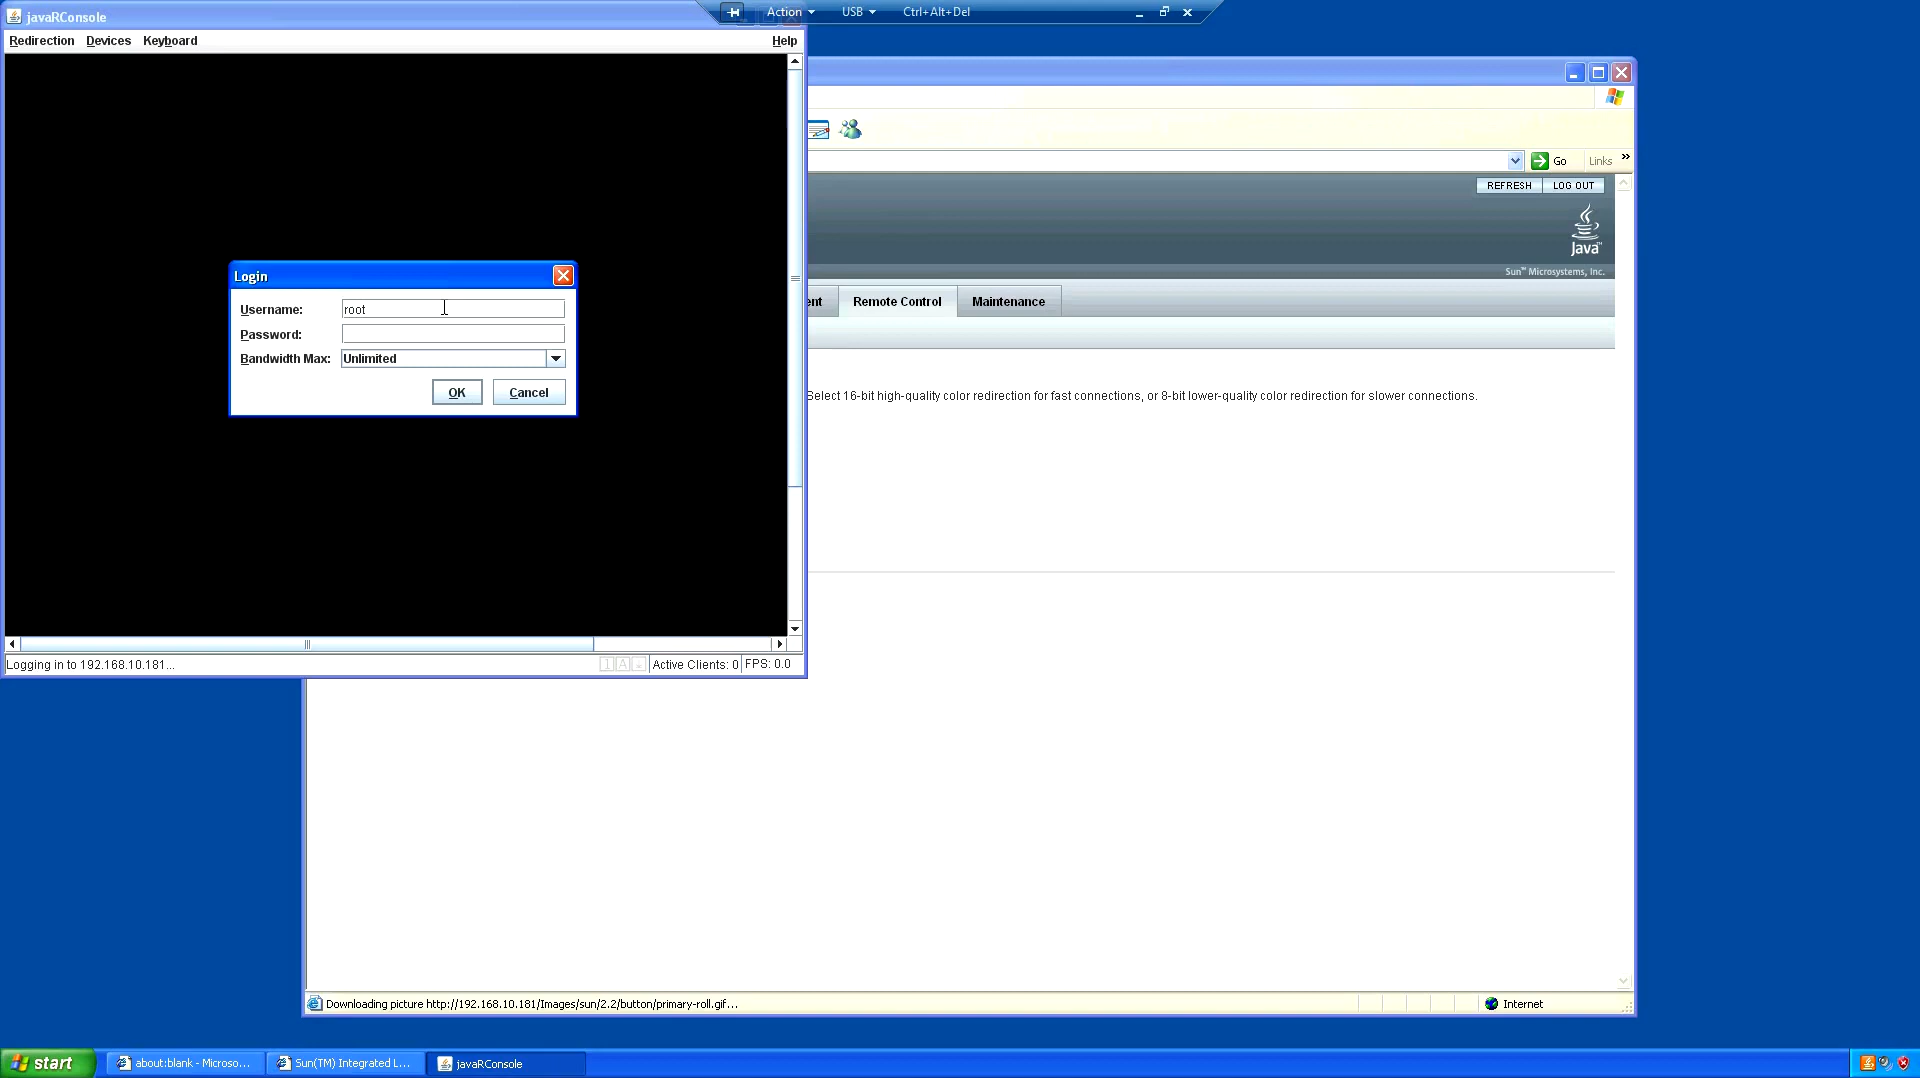 javaRConsole
Action
USB
Ctrl+Alt+Del
Redirection Devices Keyboard Help
Go Links »
REFRESH LOG OUT
Java™
Sun™ Microsystems, Inc.
Login
Username: root
Password:
Bandwidth Max: Unlimited
OK Cancel
ent Remote Control Maintenance
Select 16-bit high-quality color redirection for fast connections, or 8-bit lower-quality color redirection for slower connections.
Logging in to 192.168.10.181... 1 A Active Clients: 0 FPS: 0.0
Downloading picture http://192.168.10.181/Images/sun/2.2/button/primary-roll.gif... Internet
start about:blank - Microso... Sun(TM) Integrated L... javaRConsole